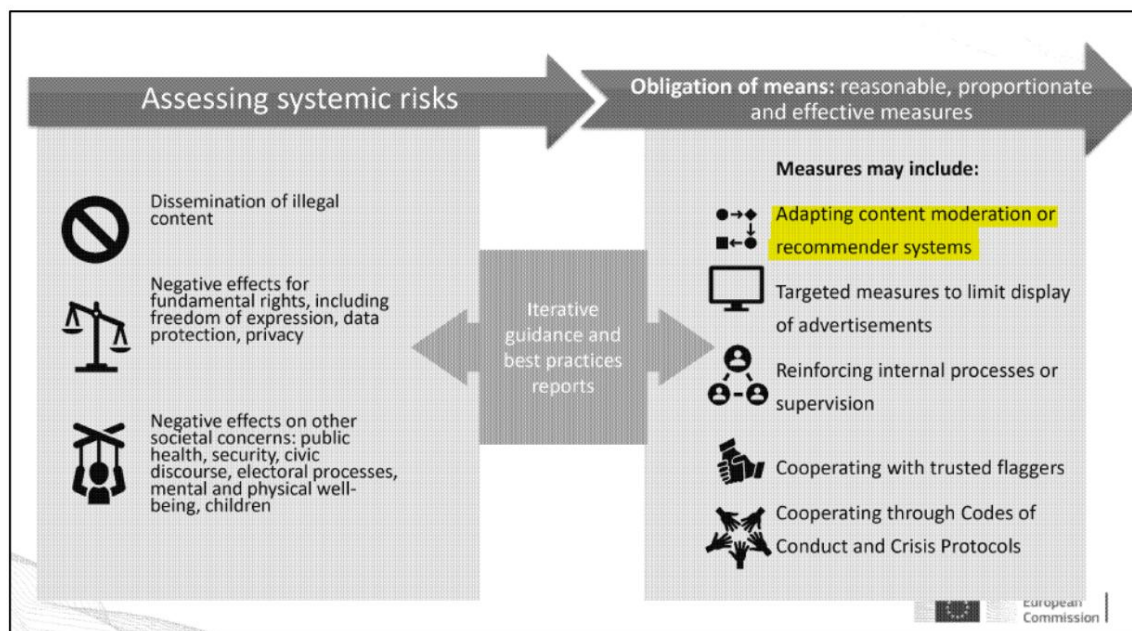 Assessing systemic risks
Obligation of means: reasonable, proportionate
and effective measures
Dissemination of illegal
content
Negative effects for
fundamental rights, including
freedom of expression, data
protection, privacy
Negative effects on other
societal concerns: public
health, security, civic
discourse, electoral processes,
mental and physical well-
being, children
Iterative
guidance and
best practices
reports
Measures may include:
Adapting content moderation or
recommender systems
Targeted measures to limit display
of advertisements
Reinforcing internal processes or
supervision
Cooperating with trusted flaggers
Cooperating through Codes of
Conduct and Crisis Protocols
European
Commission